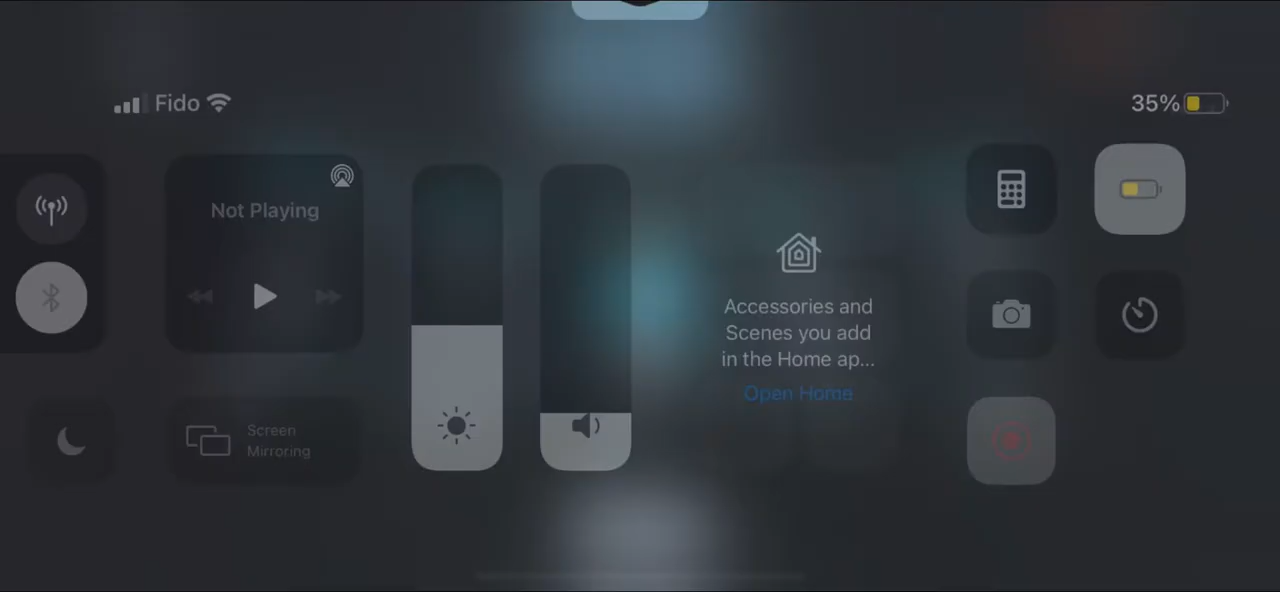 Fido
35%
Not Playing
Accessories and
Scenes you add
in the Home ap...
Open Home
Screen
Mirroring